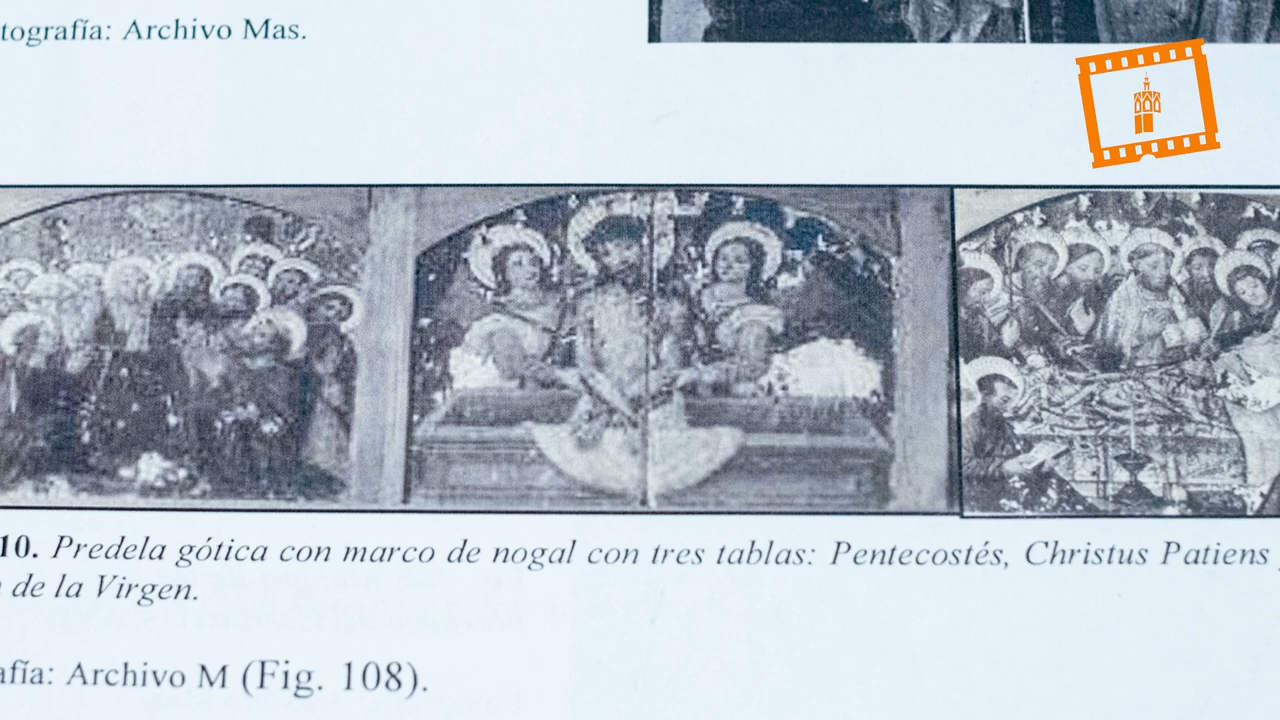 tografía: Archivo Mas.
10. Predela gótica con marco de nogal con tres tablas: Pentecostés, Christus Patiens
de la Virgen.
afía: Archivo M (Fig. 108).